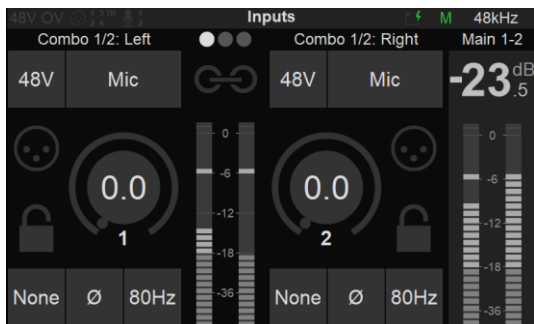 48V OV Inputs M 48kHz
Combo 1/2: Left Combo 1/2: Right Main 1-2
48V Mic 48V Mic -23.5 dB
0 0
-6 -6
0.0 0.0
-12 -12
1 2
-18 -18
None Ø 80Hz -36 None Ø 80Hz -36